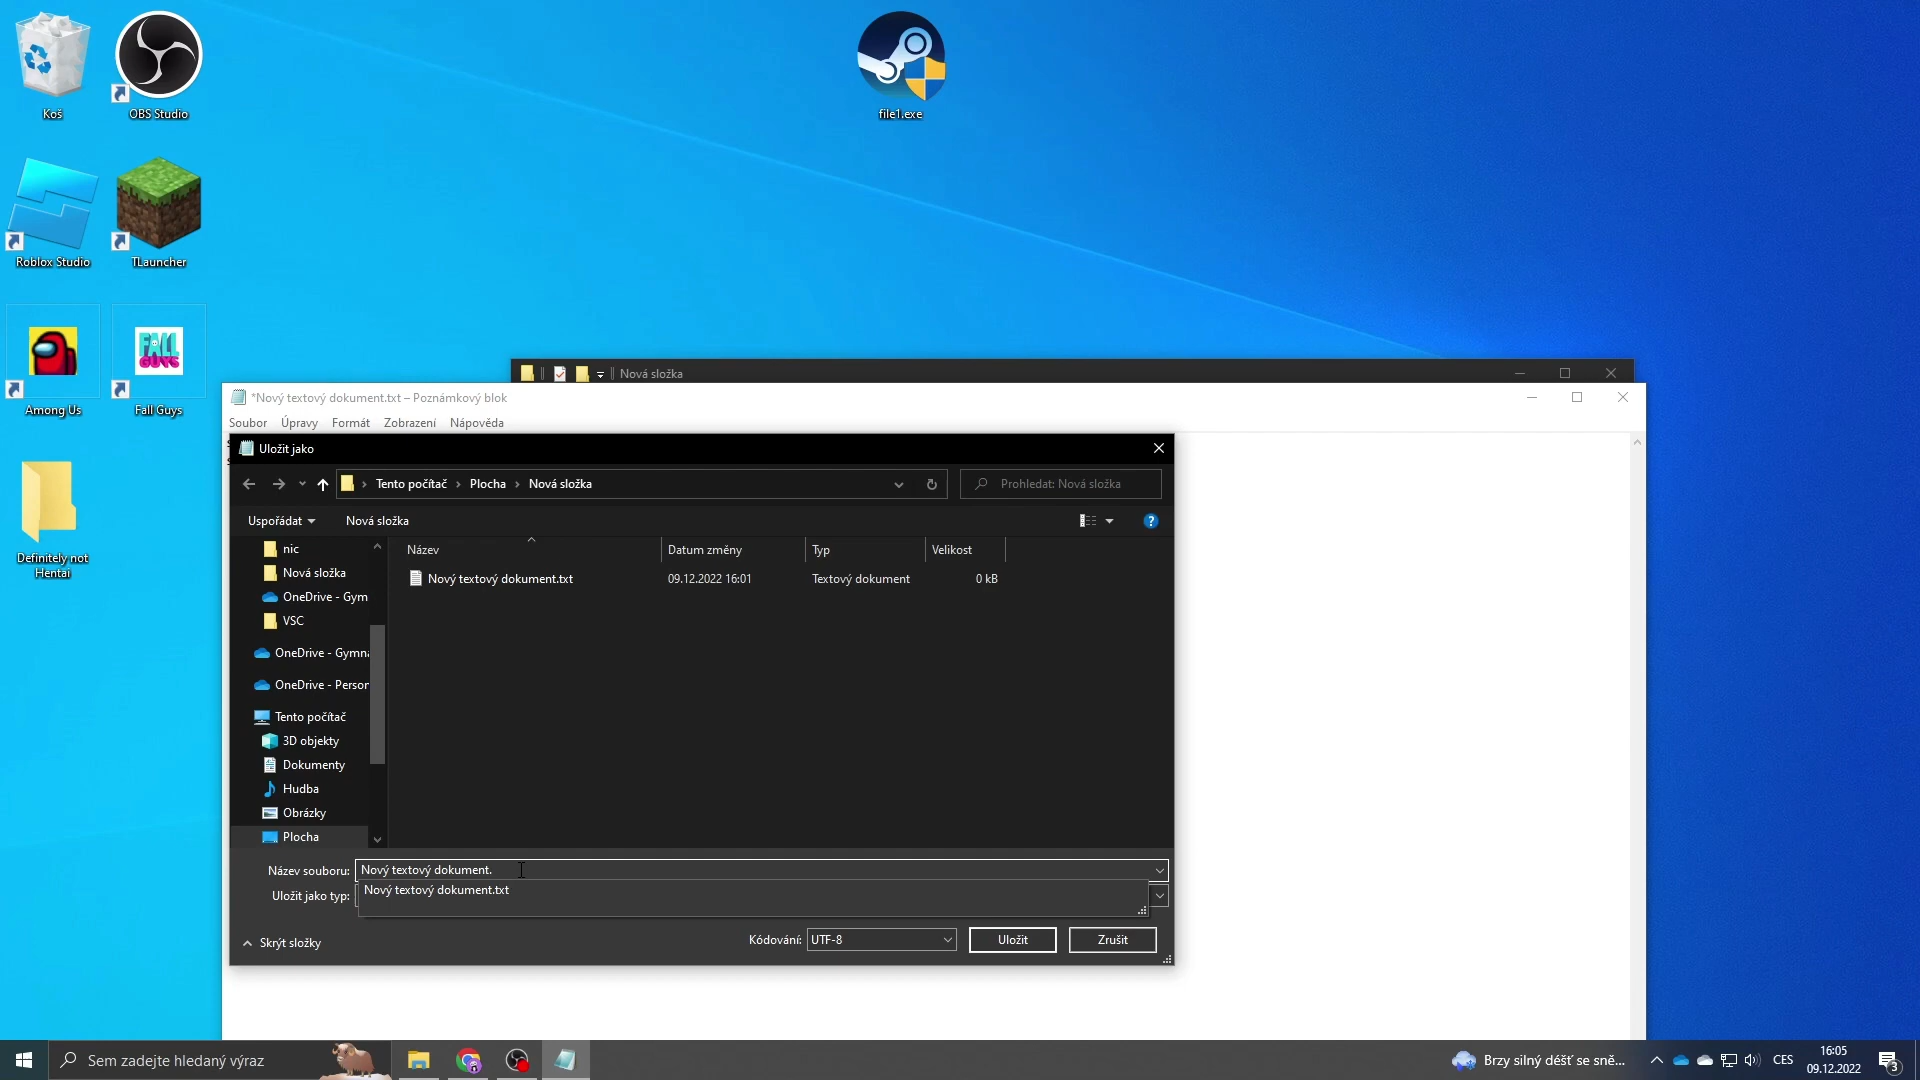 Koš
OBS Studio
file1.exe
Roblox Studio
TLauncher
FALL
GUYS
Among Us
Fall Guys
Definitely not
Hentai
Nová složka
*Nový textový dokument.txt – Poznámkový blok
Soubor Úpravy Formát Zobrazení Nápověda
Uložit jako
Tento počítač Plocha Nová složka
Prohledat: Nová složka
Uspořádat Nová složka
Název Datum změny Typ Velikost
Nový textový dokument.txt 09.12.2022 16:01 Textový dokument 0 kB
nic
Nová složka
OneDrive - Gym
VSC
OneDrive - Gymn
OneDrive - Person
Tento počítač
3D objekty
Dokumenty
Hudba
Obrázky
Plocha
Název souboru: Nový textový dokument.
Nový textový dokument.txt
Uložit jako typ:
Skrýt složky
Kódování: UTF-8 Uložit Zrušit
Sem zadejte hledaný výraz
Brzy silný déšť se sně...
CES
16:05
09.12.2022
3